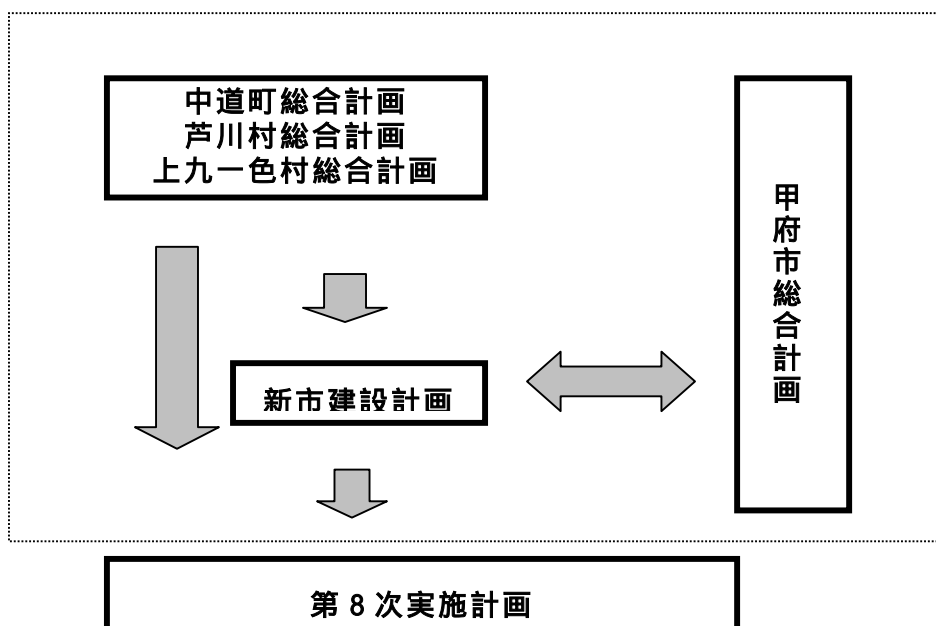 中道町総合計画
芦川村総合計画
上九一色村総合計画
甲府市総合計画
新市建設計画
第8次実施計画